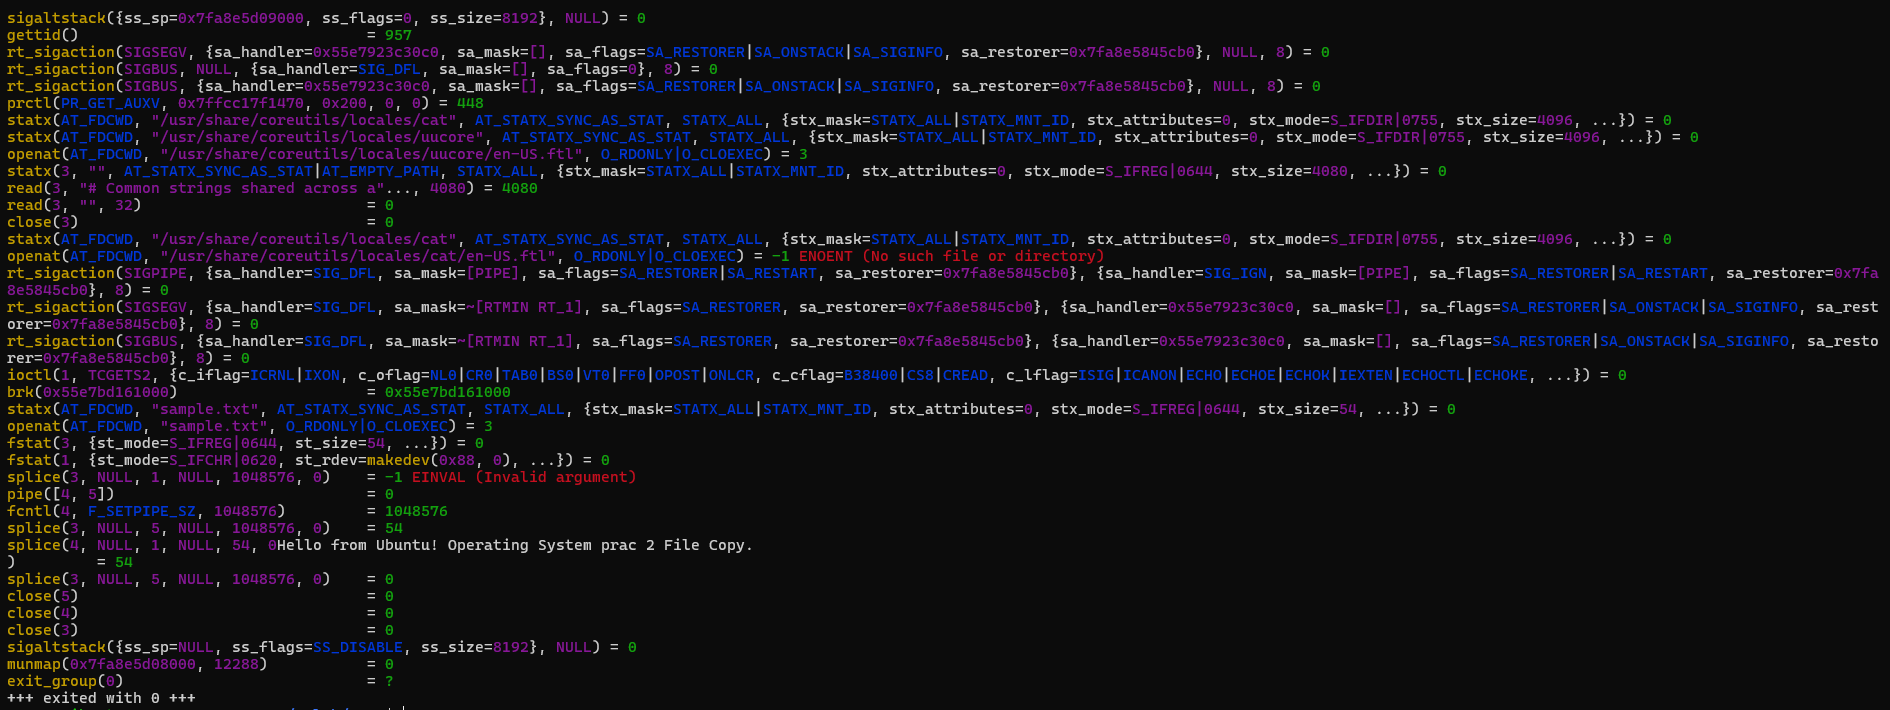 sigaltstack({ss_sp=0x7fa8e5d09000, ss_flags=0, ss_size=8192}, NULL) = 0
gettid()                                = 957
rt_sigaction(SIGSEGV, {sa_handler=0x55e7923c30c0, sa_mask=[], sa_flags=SA_RESTORER|SA_ONSTACK|SA_SIGINFO, sa_restorer=0x7fa8e5845cb0}, NULL, 8) = 0
rt_sigaction(SIGBUS, NULL, {sa_handler=SIG_DFL, sa_mask=[], sa_flags=0}, 8) = 0
rt_sigaction(SIGBUS, {sa_handler=0x55e7923c30c0, sa_mask=[], sa_flags=SA_RESTORER|SA_ONSTACK|SA_SIGINFO, sa_restorer=0x7fa8e5845cb0}, NULL, 8) = 0
prctl(PR_GET_AUXV, 0x7ffcc17f1470, 0x200, 0, 0) = 448
statx(AT_FDCWD, "/usr/share/coreutils/locales/cat", AT_STATX_SYNC_AS_STAT, STATX_ALL, {stx_mask=STATX_ALL|STATX_MNT_ID, stx_attributes=0, stx_mode=S_IFDIR|0755, stx_size=4096, ...}) = 0
statx(AT_FDCWD, "/usr/share/coreutils/locales/uucore", AT_STATX_SYNC_AS_STAT, STATX_ALL, {stx_mask=STATX_ALL|STATX_MNT_ID, stx_attributes=0, stx_mode=S_IFDIR|0755, stx_size=4096, ...}) = 0
openat(AT_FDCWD, "/usr/share/coreutils/locales/uucore/en-US.ftl", O_RDONLY|O_CLOEXEC) = 3
statx(3, "", AT_STATX_SYNC_AS_STAT|AT_EMPTY_PATH, STATX_ALL, {stx_mask=STATX_ALL|STATX_MNT_ID, stx_attributes=0, stx_mode=S_IFREG|0644, stx_size=4080, ...}) = 0
read(3, "# Common strings shared across a"..., 4080) = 4080
read(3, "", 32)                         = 0
close(3)                                = 0
statx(AT_FDCWD, "/usr/share/coreutils/locales/cat", AT_STATX_SYNC_AS_STAT, STATX_ALL, {stx_mask=STATX_ALL|STATX_MNT_ID, stx_attributes=0, stx_mode=S_IFDIR|0755, stx_size=4096, ...}) = 0
openat(AT_FDCWD, "/usr/share/coreutils/locales/cat/en-US.ftl", O_RDONLY|O_CLOEXEC) = -1 ENOENT (No such file or directory)
rt_sigaction(SIGPIPE, {sa_handler=SIG_DFL, sa_mask=[PIPE], sa_flags=SA_RESTORER|SA_RESTART, sa_restorer=0x7fa8e5845cb0}, {sa_handler=SIG_IGN, sa_mask=[PIPE], sa_flags=SA_RESTORER|SA_RESTART, sa_restorer=0x7fa
8e5845cb0}, 8) = 0
rt_sigaction(SIGSEGV, {sa_handler=SIG_DFL, sa_mask=~[RTMIN RT_1], sa_flags=SA_RESTORER, sa_restorer=0x7fa8e5845cb0}, {sa_handler=0x55e7923c30c0, sa_mask=[], sa_flags=SA_RESTORER|SA_ONSTACK|SA_SIGINFO, sa_rest
orer=0x7fa8e5845cb0}, 8) = 0
rt_sigaction(SIGBUS, {sa_handler=SIG_DFL, sa_mask=~[RTMIN RT_1], sa_flags=SA_RESTORER, sa_restorer=0x7fa8e5845cb0}, {sa_handler=0x55e7923c30c0, sa_mask=[], sa_flags=SA_RESTORER|SA_ONSTACK|SA_SIGINFO, sa_resto
rer=0x7fa8e5845cb0}, 8) = 0
ioctl(1, TCGETS2, {c_iflag=ICRNL|IXON, c_oflag=NL0|CR0|TAB0|BS0|VT0|FF0|OPOST|ONLCR, c_cflag=B38400|CS8|CREAD, c_lflag=ISIG|ICANON|ECHO|ECHOE|ECHOK|IEXTEN|ECHOCTL|ECHOKE, ...}) = 0
brk(0x55e7bd161000)                     = 0x55e7bd161000
statx(AT_FDCWD, "sample.txt", AT_STATX_SYNC_AS_STAT, STATX_ALL, {stx_mask=STATX_ALL|STATX_MNT_ID, stx_attributes=0, stx_mode=S_IFREG|0644, stx_size=54, ...}) = 0
openat(AT_FDCWD, "sample.txt", O_RDONLY|O_CLOEXEC) = 3
fstat(3, {st_mode=S_IFREG|0644, st_size=54, ...}) = 0
fstat(1, {st_mode=S_IFCHR|0620, st_rdev=makedev(0x88, 0), ...}) = 0
splice(3, NULL, 1, NULL, 1048576, 0)    = -1 EINVAL (Invalid argument)
pipe([4, 5])                            = 0
fcntl(4, F_SETPIPE_SZ, 1048576)         = 1048576
splice(3, NULL, 5, NULL, 1048576, 0)    = 54
splice(4, NULL, 1, NULL, 54, 0Hello from Ubuntu! Operating System prac 2 File Copy.
)         = 54
splice(3, NULL, 5, NULL, 1048576, 0)    = 0
close(5)                                = 0
close(4)                                = 0
close(3)                                = 0
sigaltstack({ss_sp=NULL, ss_flags=SS_DISABLE, ss_size=8192}, NULL) = 0
munmap(0x7fa8e5d08000, 12288)           = 0
exit_group(0)                           = ?
+++ exited with 0 +++